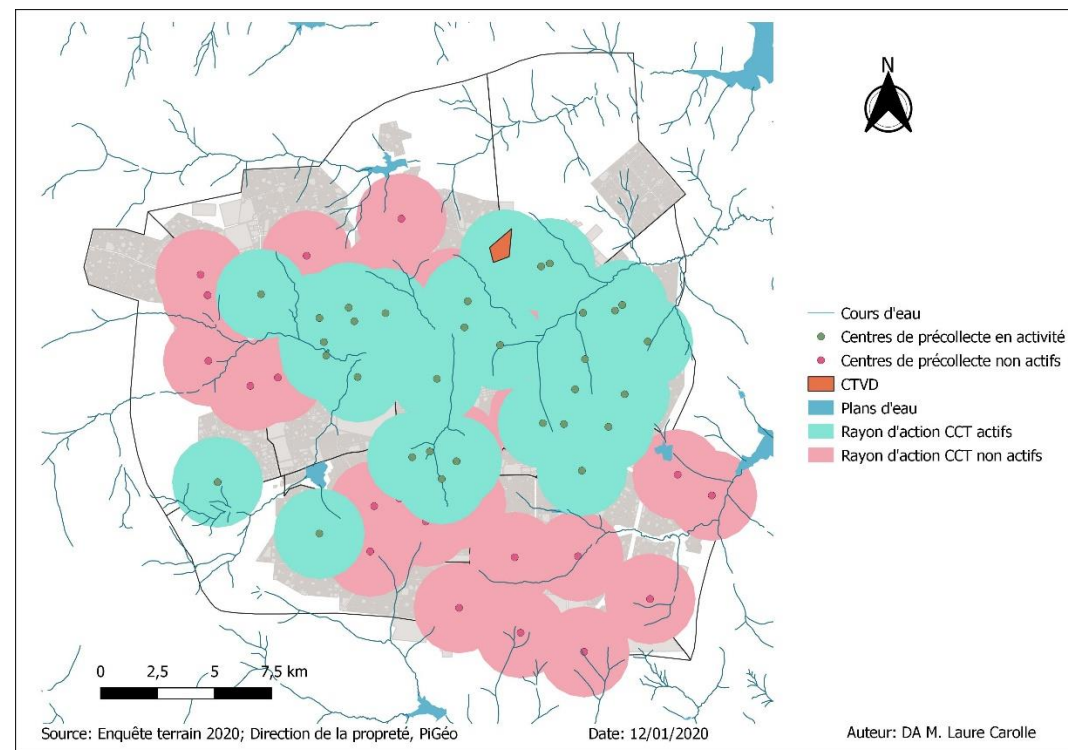 N
Cours d'eau
Centres de précollecte en activité
Centres de précollecte non actifs
CTVD
Plans d'eau
Rayon d'action CCT actifs
Rayon d'action CCT non actifs
0 2,5 5 7,5 km
Source: Enquête terrain 2020; Direction de la propreté, PiGéo Date: 12/01/2020 Auteur: DA M. Laure Carolle